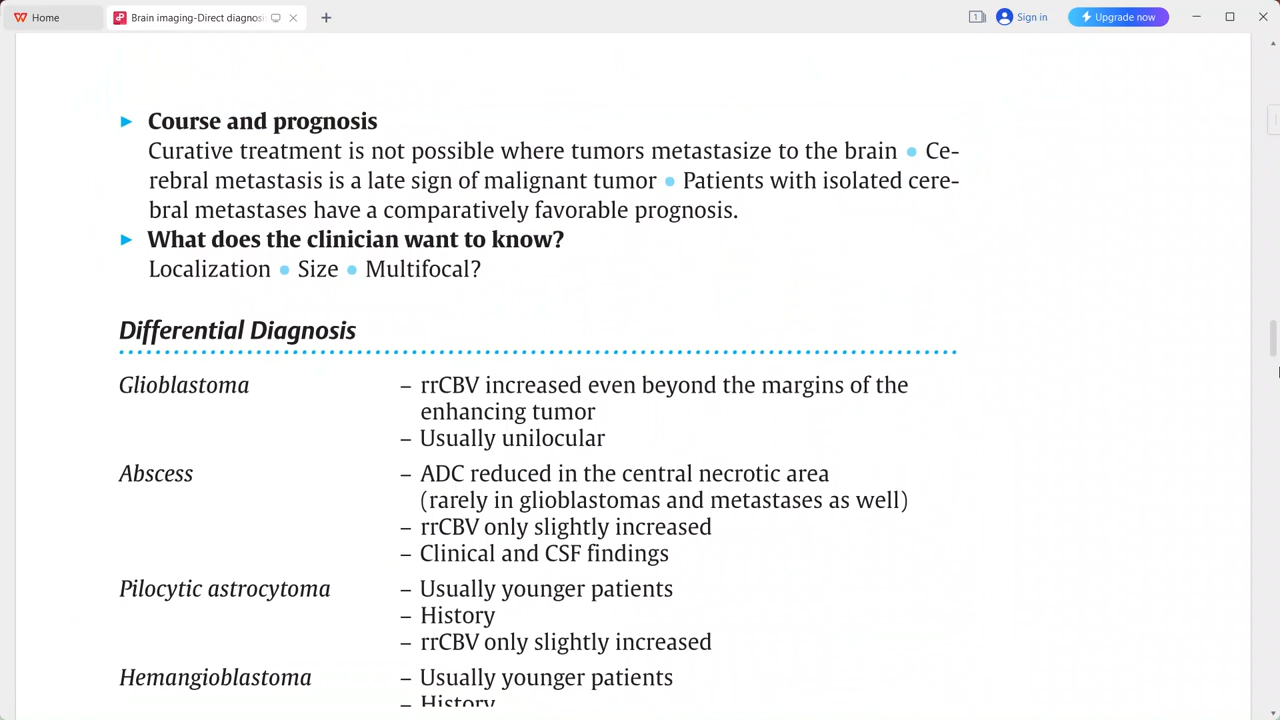 Home
Brain imaging-Direct diagnosi
Sign in
Upgrade now
Course and prognosis
Curative treatment is not possible where tumors metastasize to the brain • Ce-
rebral metastasis is a late sign of malignant tumor • Patients with isolated cere-
bral metastases have a comparatively favorable prognosis.
What does the clinician want to know?
Localization • Size • Multifocal?
Differential Diagnosis
Glioblastoma – rrCBV increased even beyond the margins of the
enhancing tumor
– Usually unilocular
Abscess – ADC reduced in the central necrotic area
(rarely in glioblastomas and metastases as well)
– rrCBV only slightly increased
– Clinical and CSF findings
Pilocytic astrocytoma – Usually younger patients
– History
– rrCBV only slightly increased
Hemangioblastoma – Usually younger patients
– History